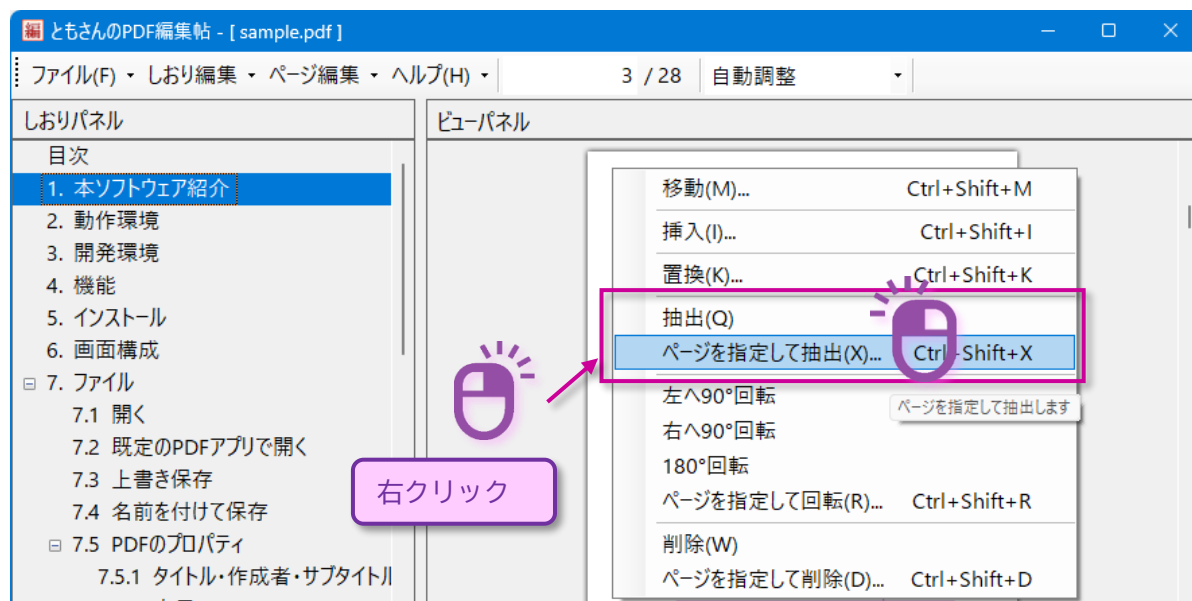 編 ともさんのPDF編集帖 - [ sample.pdf ]
ファイル(F) しおり編集 ページ編集 ヘルプ(H) 3 / 28 自動調整
しおりパネル
目次
1. 本ソフトウェア紹介
2. 動作環境
3. 開発環境
4. 機能
5. インストール
6. 画面構成
7. ファイル
7.1 開く
7.2 既定のPDFアプリで開く
7.3 上書き保存
7.4 名前を付けて保存
7.5 PDFのプロパティ
7.5.1 タイトル・作成者・サブタイトル
ビューパネル
移動(M)... Ctrl+Shift+M
挿入(I)... Ctrl+Shift+I
置換(K)... Ctrl+Shift+K
抽出(Q)
ページを指定して抽出(X)... Ctrl+Shift+X
ページを指定して抽出します
左へ90°回転
右へ90°回転
180°回転
ページを指定して回転(R)... Ctrl+Shift+R
削除(W)
ページを指定して削除(D)... Ctrl+Shift+D
右クリック